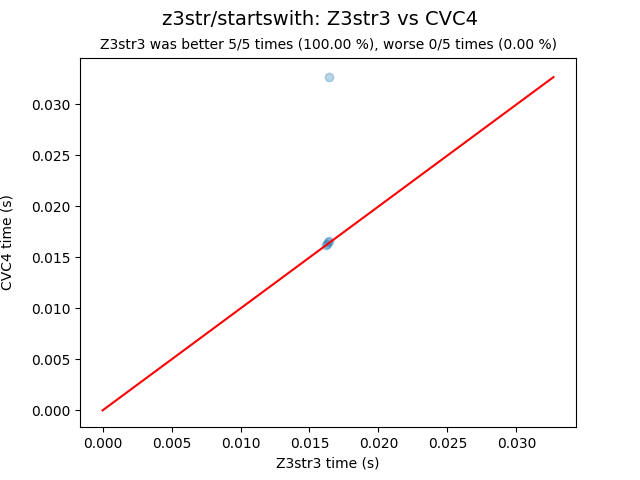 z3str/startswith: Z3str3 vs CVC4
Z3str3 was better 5/5 times (100.00 %), worse 0/5 times (0.00 %)
CVC4 time (s)
0.030
0.025
0.020
0.015
0.010
0.005
0.000
0.000 0.005 0.010 0.015 0.020 0.025 0.030
Z3str3 time (s)